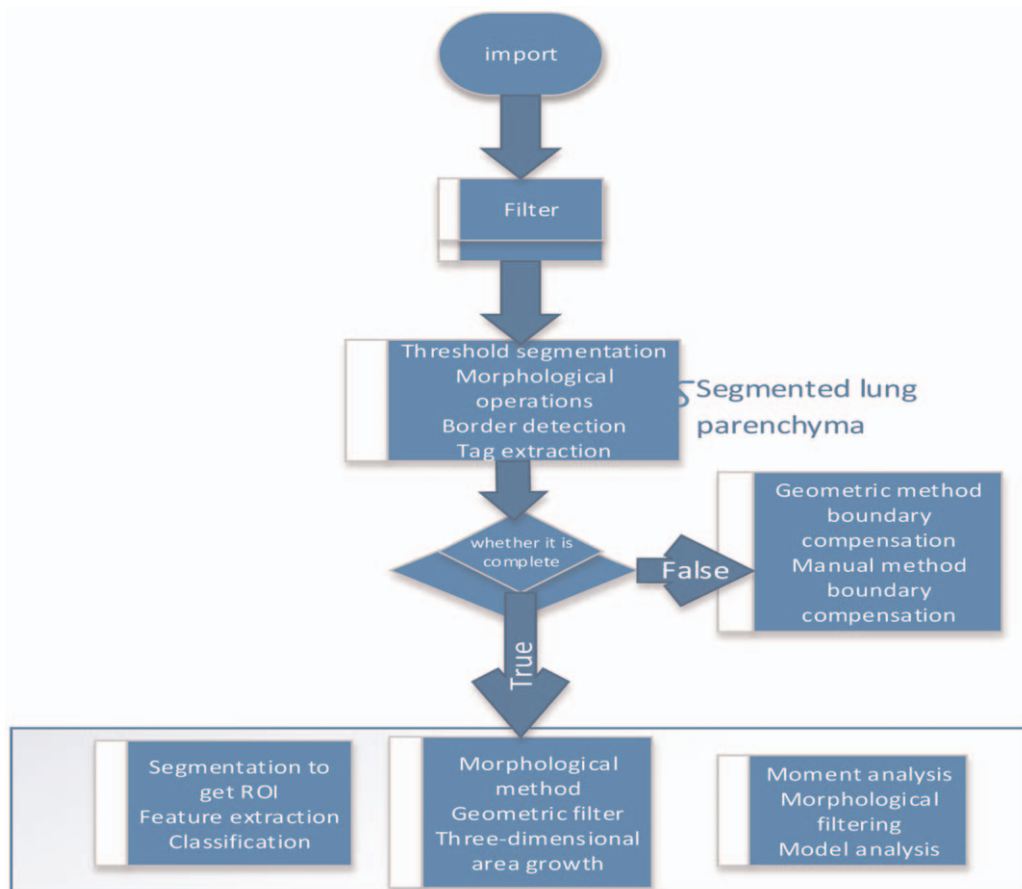 import
Filter
Threshold segmentation
Morphological
operations
Border detection
Tag extraction
Segmented lung
parenchyma
whether it is
complete
False
Geometric method
boundary
compensation
Manual method
boundary
compensation
True
Segmentation to
get ROI
Feature extraction
Classification
Morphological
method
Geometric filter
Three-dimensional
area growth
Moment analysis
Morphological
filtering
Model analysis